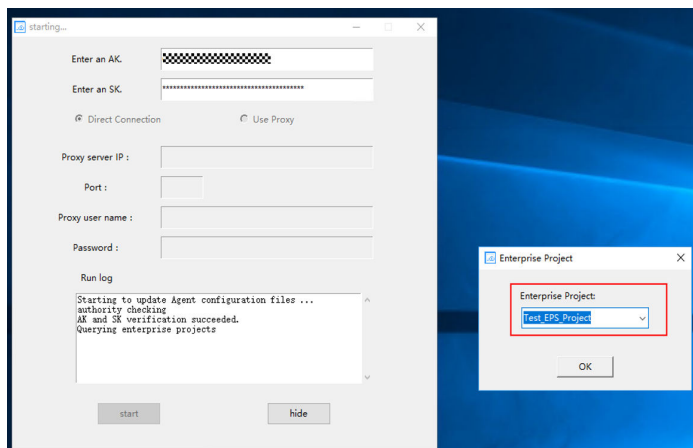 starting...
Enter an AK.
Enter an SK.
****************************************
Direct Connection
Use Proxy
Proxy server IP :
Port :
Proxy user name :
Password :
Run log
Starting to update Agent configuration files ...
authority checking
AK and SK verification succeeded.
Querying enterprise projects
start
hide
Enterprise Project
Enterprise Project:
Test_EPS_Project
OK